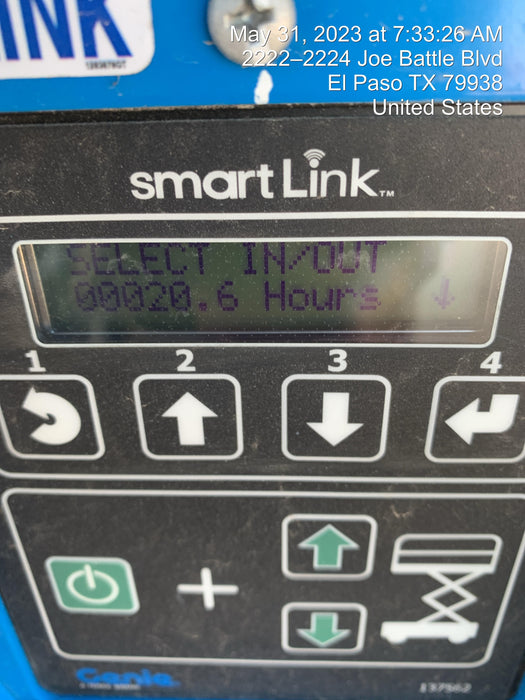 May 31, 2023 at 7:33:26 AM
2222–2224 Joe Battle Blvd
El Paso TX 79938
United States
INK
smartLink™
SELECT IN/OUT
00020.6 Hours ↓
1 2 3 4
+
Genie